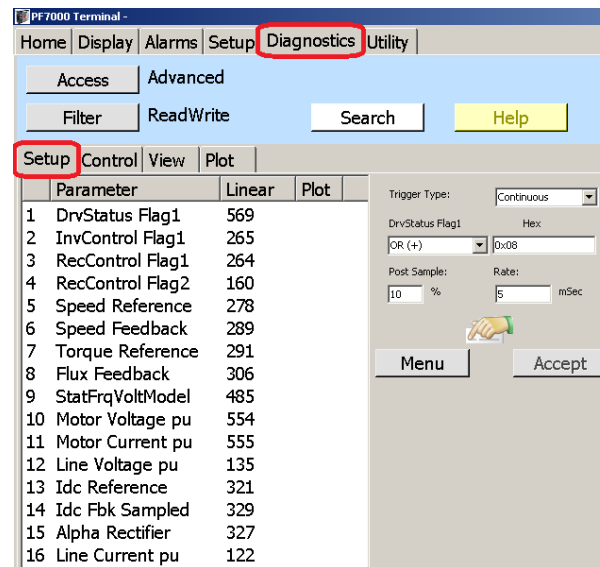 PF7000 Terminal -
Home Display Alarms Setup Diagnostics Utility
Access Advanced
Filter ReadWrite Search Help
Setup Control View Plot
Parameter Linear Plot
1 DrvStatus Flag1 569
2 InvControl Flag1 265
3 RecControl Flag1 264
4 RecControl Flag2 160
5 Speed Reference 278
6 Speed Feedback 289
7 Torque Reference 291
8 Flux Feedback 306
9 StatFrqVoltModel 485
10 Motor Voltage pu 554
11 Motor Current pu 555
12 Line Voltage pu 135
13 Idc Reference 321
14 Idc Fbk Sampled 329
15 Alpha Rectifier 327
16 Line Current pu 122
Trigger Type: Continuous
DrvStatus Flag1 Hex
OR (+) 0x08
Post Sample: Rate:
10 % 5 mSec
Menu Accept